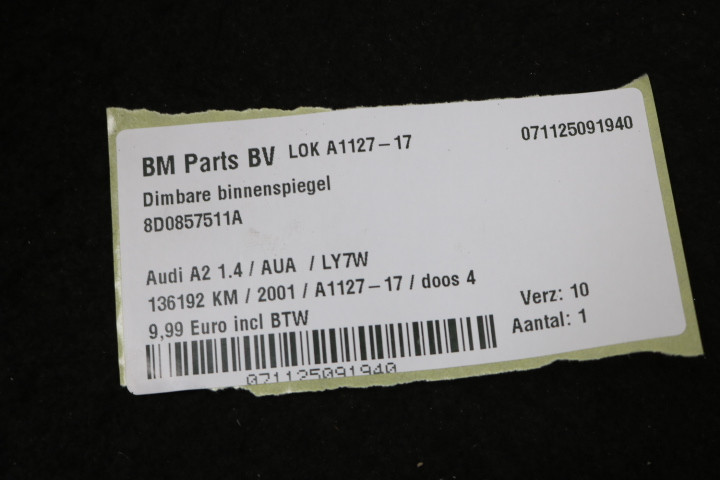 BM Parts BV LOK A1127-17 071125091940
Dimbare binnenspiegel
8D0857511A
Audi A2 1.4 / AUA / LY7W
136192 KM / 2001 / A1127-17 / doos 4
9,99 Euro incl BTW
Verz: 10
Aantal: 1
071125091940